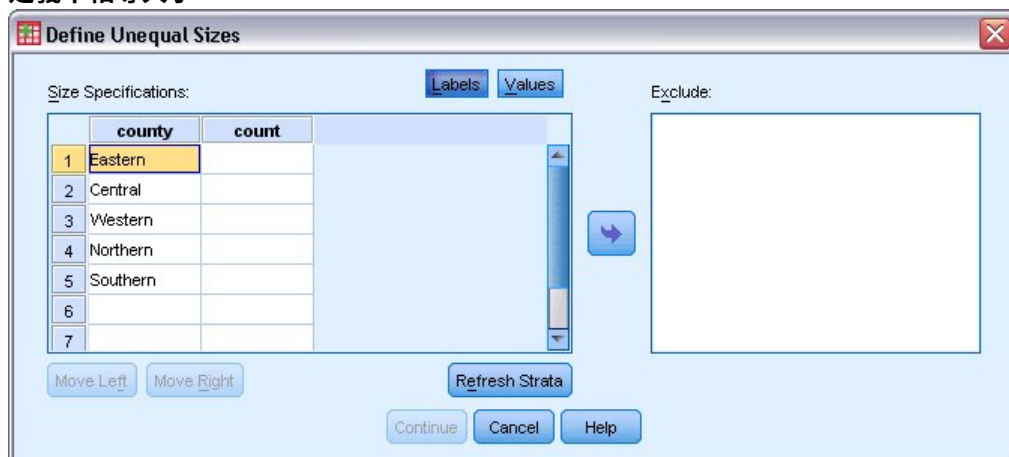 Define Unequal Sizes
Size Specifications:
Labels Values
Exclude:
county count
1 Eastern
2 Central
3 Western
4 Northern
5 Southern
6
7
Move Left Move Right Refresh Strata
Continue Cancel Help